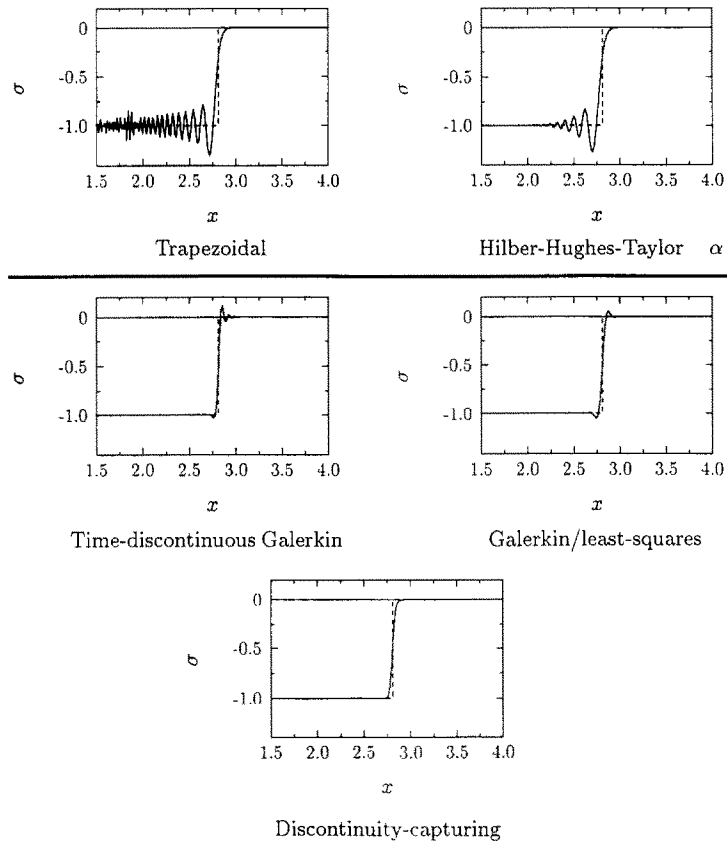 0
-0.5
-1.0
σ
1.5 2.0 2.5 3.0 3.5 4.0
x
Trapezoidal
0
-0.5
-1.0
σ
1.5 2.0 2.5 3.0 3.5 4.0
x
Hilber-Hughes-Taylor α
0
-0.5
-1.0
σ
1.5 2.0 2.5 3.0 3.5 4.0
x
Time-discontinuous Galerkin
0
-0.5
-1.0
σ
1.5 2.0 2.5 3.0 3.5 4.0
x
Galerkin/least-squares
0
-0.5
-1.0
σ
1.5 2.0 2.5 3.0 3.5 4.0
x
Discontinuity-capturing